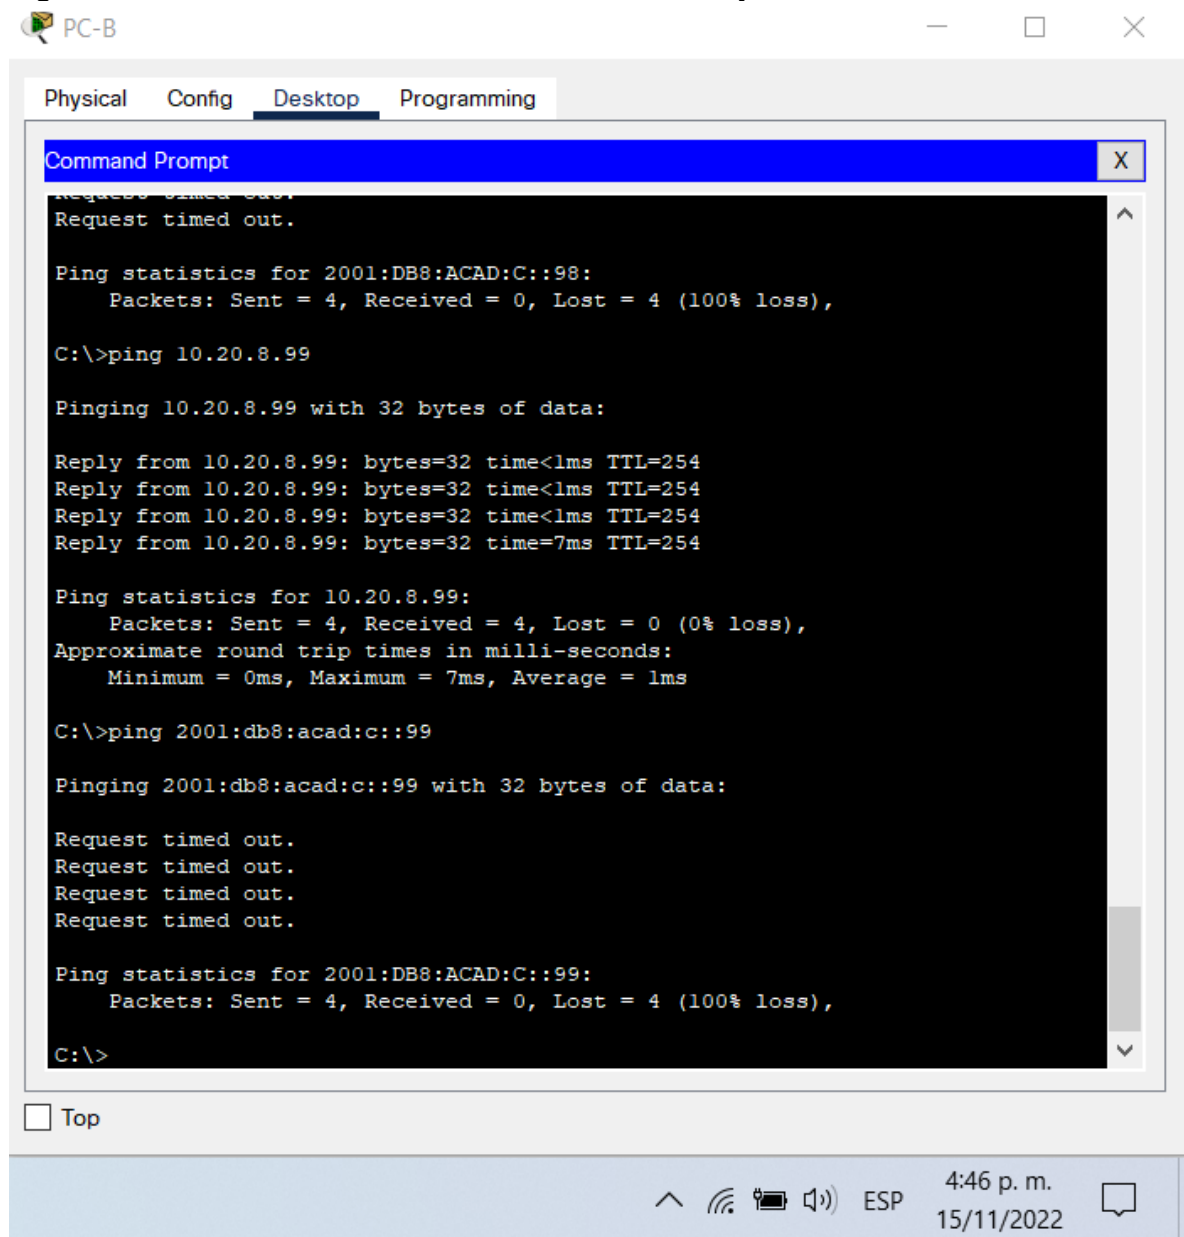 PC-B
Physical Config Desktop Programming
Command Prompt X
Request timed out.
Request timed out.
Ping statistics for 2001:DB8:ACAD:C::98:
Packets: Sent = 4, Received = 0, Lost = 4 (100% loss),
C:\>ping 10.20.8.99
Pinging 10.20.8.99 with 32 bytes of data:
Reply from 10.20.8.99: bytes=32 time<1ms TTL=254
Reply from 10.20.8.99: bytes=32 time<1ms TTL=254
Reply from 10.20.8.99: bytes=32 time<1ms TTL=254
Reply from 10.20.8.99: bytes=32 time=7ms TTL=254
Ping statistics for 10.20.8.99:
Packets: Sent = 4, Received = 4, Lost = 0 (0% loss),
Approximate round trip times in milli-seconds:
Minimum = 0ms, Maximum = 7ms, Average = 1ms
C:\>ping 2001:db8:acad:c::99
Pinging 2001:db8:acad:c::99 with 32 bytes of data:
Request timed out.
Request timed out.
Request timed out.
Request timed out.
Ping statistics for 2001:DB8:ACAD:C::99:
Packets: Sent = 4, Received = 0, Lost = 4 (100% loss),
C:\>
Top
ESP
4:46 p. m.
15/11/2022